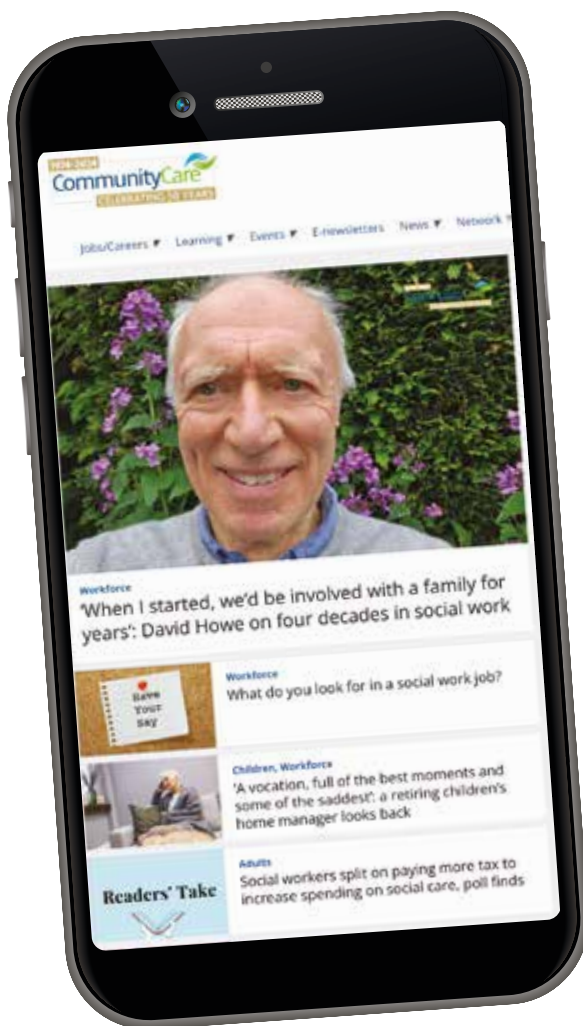 1974-2024
CommunityCare
CELEBRATING 50 YEARS
Jobs/Careers ▼ Learning ▼ Events ▼ E-newsletters News ▼ Network
Workforce
‘When I started, we’d be involved with a family for
years’: David Howe on four decades in social work
Have
Your
Say
Workforce
What do you look for in a social work job?
Children, Workforce
‘A vocation, full of the best moments and
some of the saddest’: a retiring children’s
home manager looks back
Readers’ Take
Adults
Social workers split on paying more tax to
increase spending on social care, poll finds